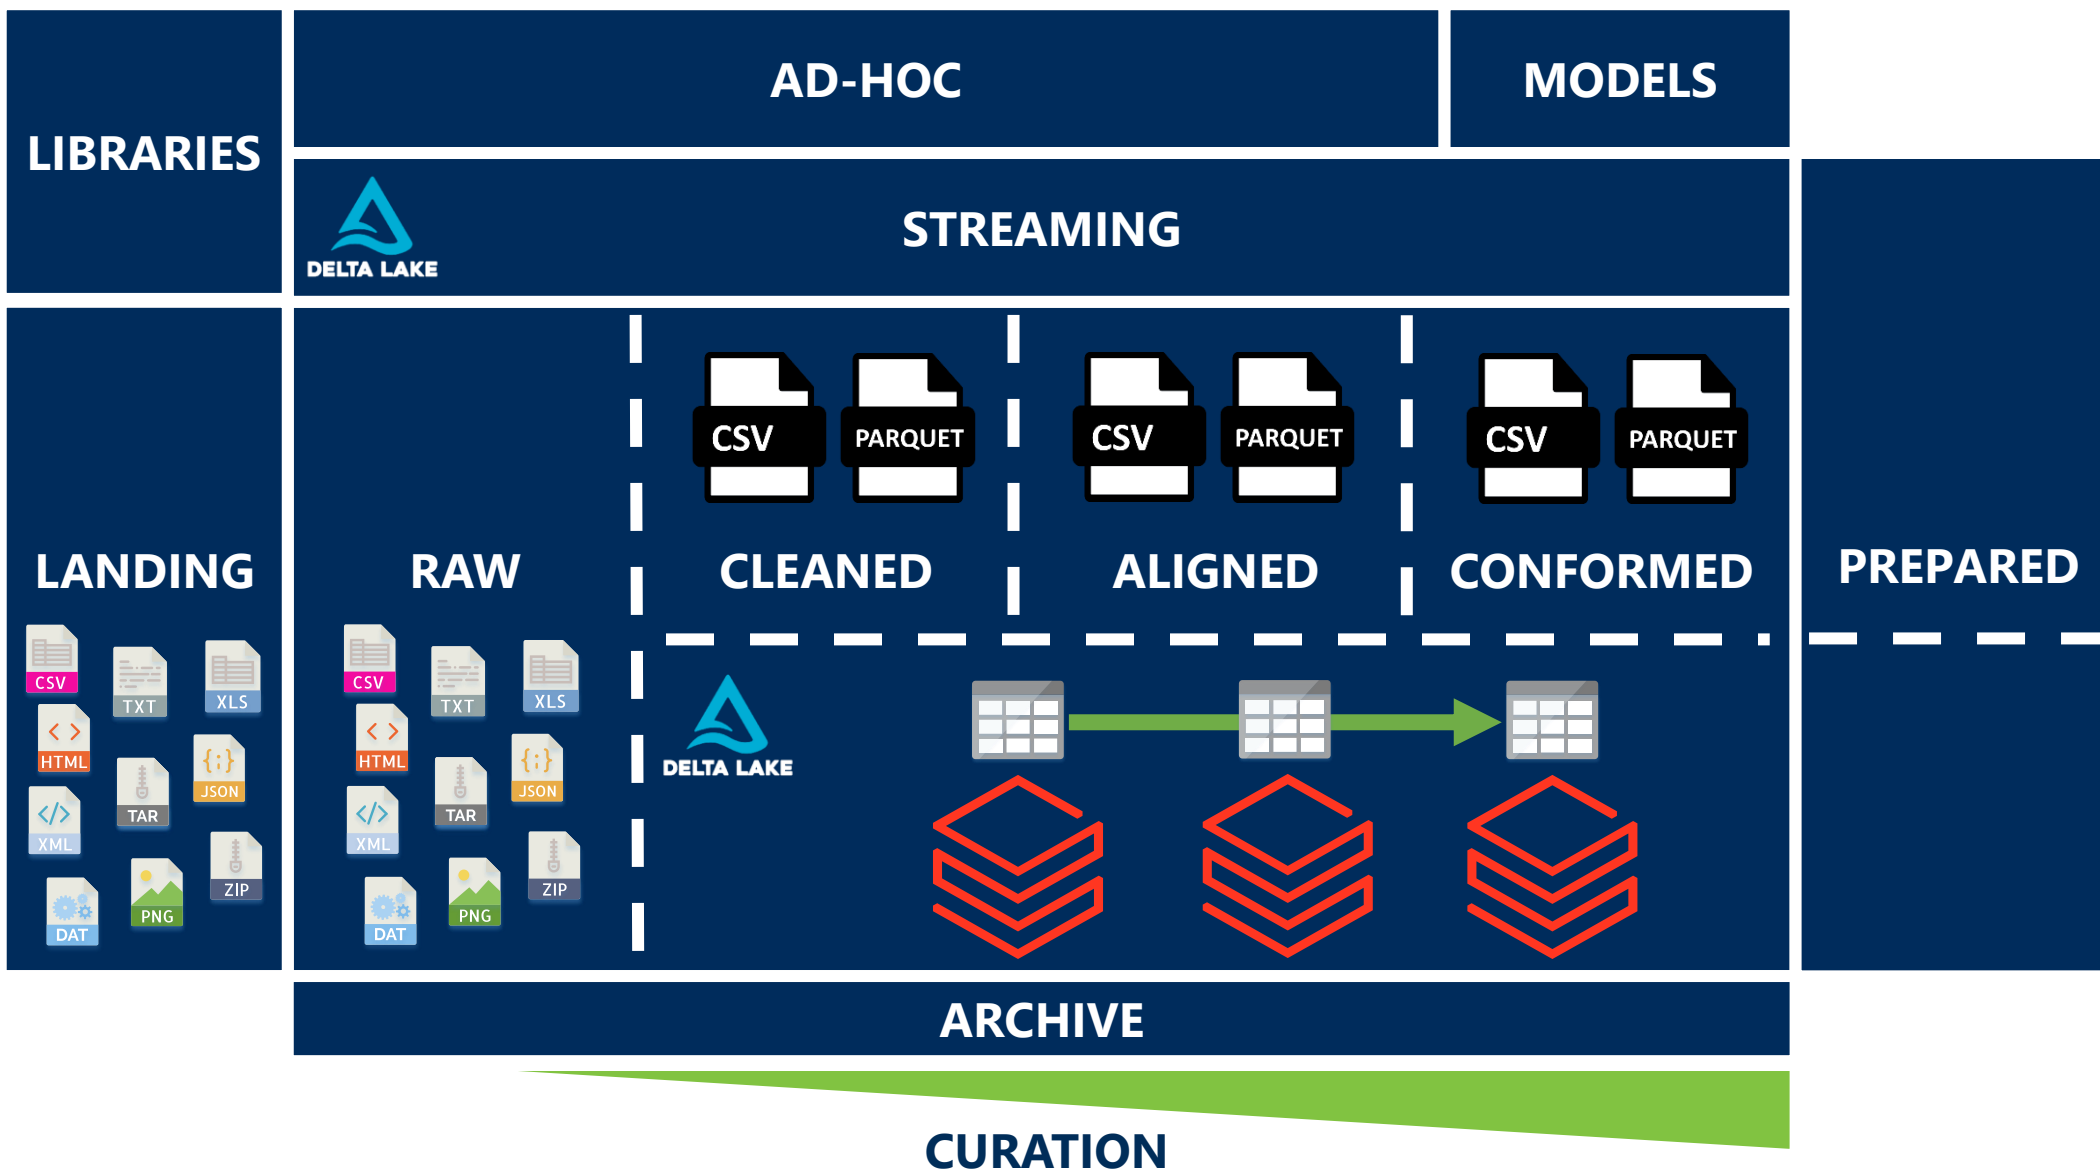 LIBRARIES
AD-HOC
MODELS
DELTA LAKE
STREAMING
LANDING
CSV
TXT
XLS
HTML
JSON
TAR
XML
ZIP
PNG
DAT
RAW
CSV
TXT
XLS
HTML
JSON
TAR
XML
ZIP
PNG
DAT
CSV
PARQUET
CLEANED
CSV
PARQUET
ALIGNED
CSV
PARQUET
CONFORMED
DELTA LAKE
PREPARED
ARCHIVE
CURATION